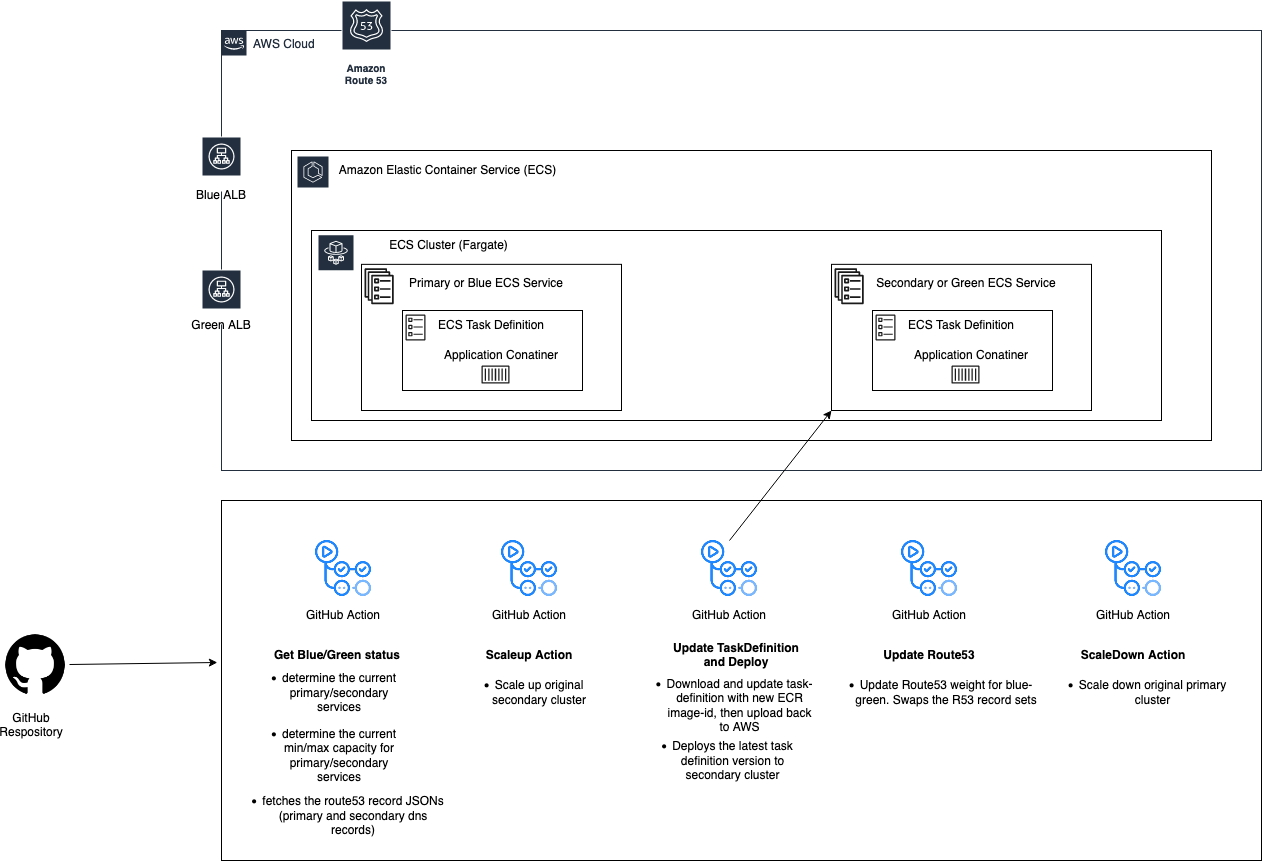 53
aws
AWS Cloud
Amazon
Route 53
Blue ALB
Amazon Elastic Container Service (ECS)
ECS Cluster (Fargate)
Green ALB
Primary or Blue ECS Service
ECS Task Definition
Application Conatiner
Secondary or Green ECS Service
ECS Task Definition
Application Conatiner
GitHub
Respository
GitHub Action
Get Blue/Green status
• determine the current
primary/secondary
services
• determine the current
min/max capacity for
primary/secondary
services
• fetches the route53 record JSONs
(primary and secondary dns
records)
GitHub Action
Scaleup Action
• Scale up original
secondary cluster
GitHub Action
Update TaskDefinition
and Deploy
• Download and update task-
definition with new ECR
image-id, then upload back
to AWS
• Deploys the latest task
definition version to
secondary cluster
GitHub Action
Update Route53
• Update Route53 weight for blue-
green. Swaps the R53 record sets
GitHub Action
ScaleDown Action
• Scale down original primary
cluster